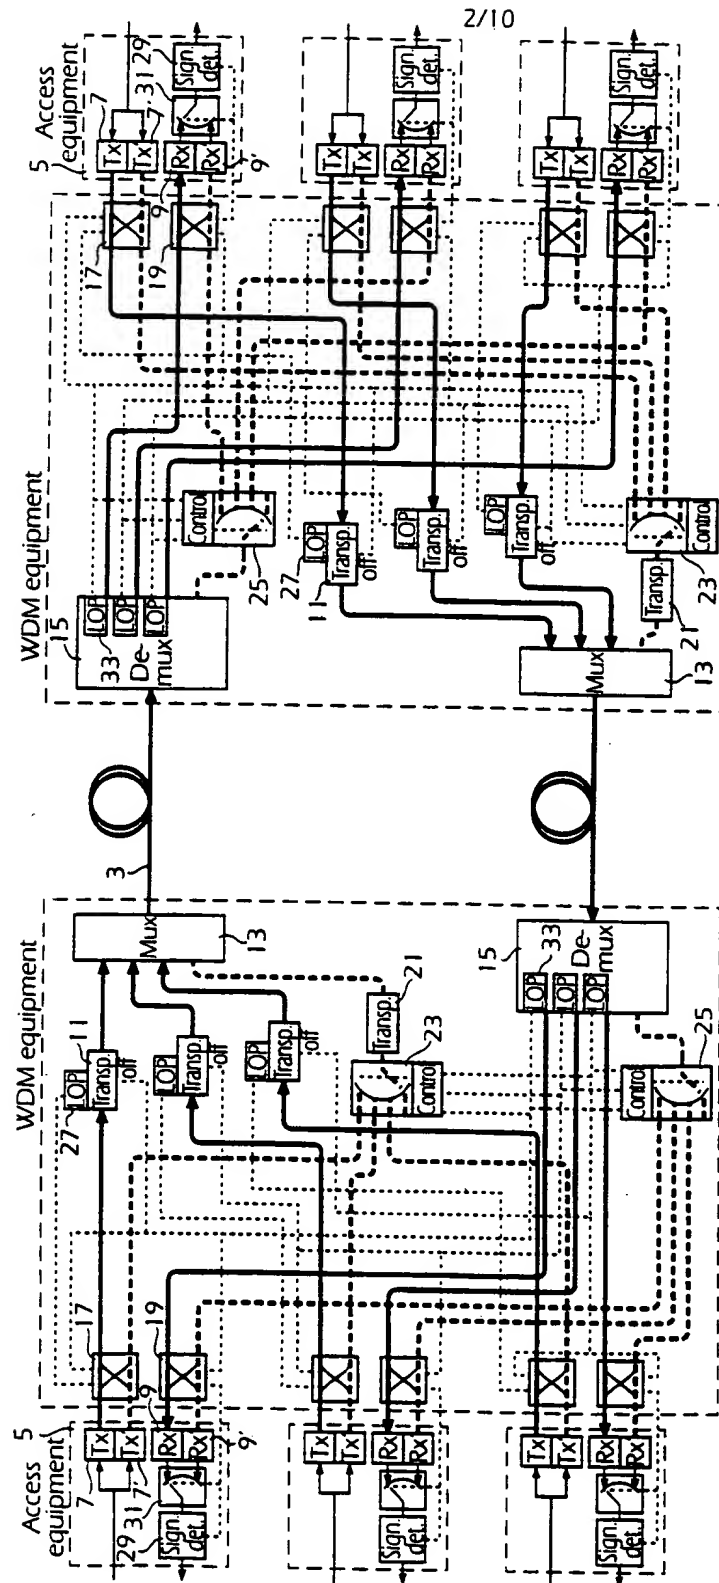 2/10
Access
equipment
5
7
Tx
Tx
7'
31
29
Sign.
det.
9
Rx
Rx
9'
Tx
Tx
Rx
Rx
Sign.
det.
Tx
Tx
Rx
Rx
Sign.
det.
WDM equipment
17
19
15
LOP
LOP
LOP
33
De-
mux
Control
25
27
LOP
11
Transp.
off
LOP
Transp.
off
LOP
Transp.
off
Control
23
Transp.
21
Mux
13
3
WDM equipment
Mux
13
27
LOP
11
Transp.
off
LOP
Transp.
off
LOP
Transp.
off
21
Transp.
23
Control
15
33
LOP
LOP
LOP
De-
mux
Control
25
17
19
Access
equipment
5
7
Tx
Tx
7'
31
29
Sign.
det.
9
Rx
Rx
9'
Tx
Tx
Rx
Rx
Sign.
det.
Tx
Tx
Rx
Rx
Sign.
det.